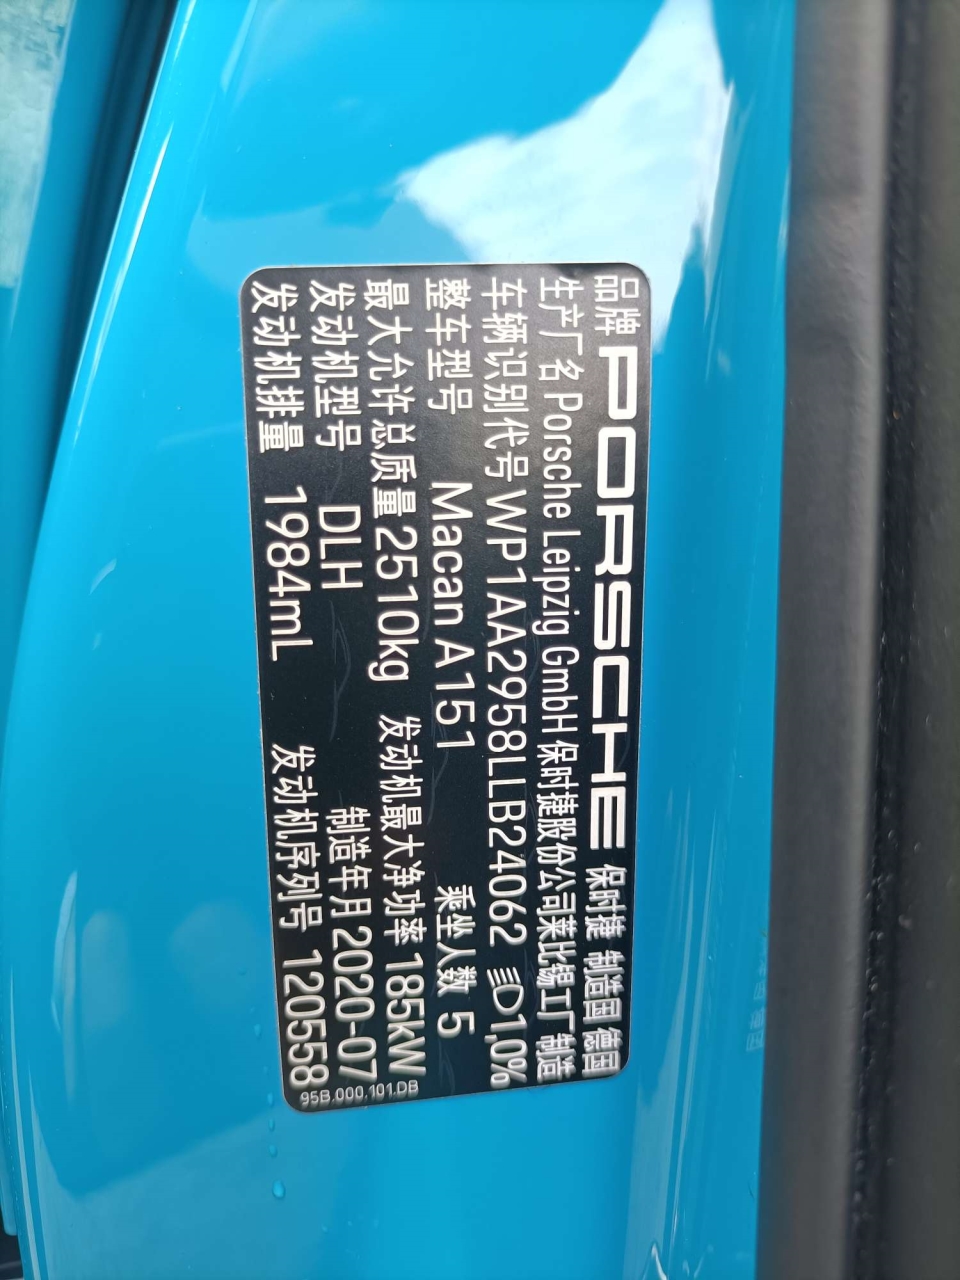 品牌 PORSCHE 保时捷 制造国 德国
生产厂名 Porsche Leipzig GmbH 保时捷股份公司莱比锡工厂 制造
车辆识别代号 WP1AA2958LLB24062 1,0%
整车型号 Macan A151 乘坐人数 5
最大允许总质量 2510kg 发动机最大净功率 185kW
发动机型号 DLH 制造年月 2020-07
发动机排量 1984mL 发动机序列号 120558
95B.000.101.DB